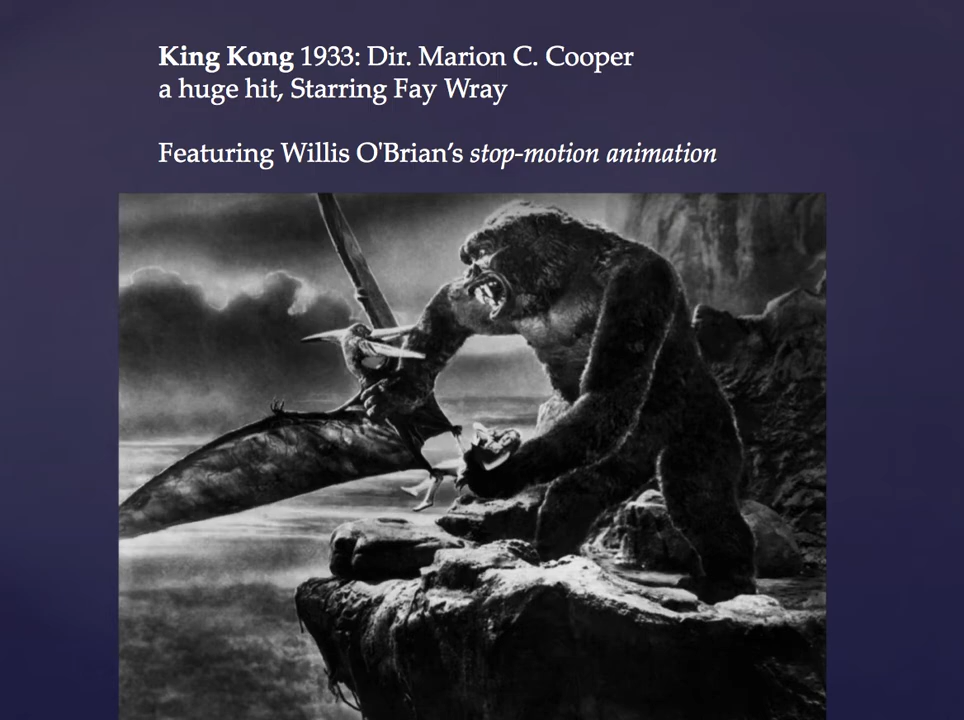 King Kong 1933: Dir. Marion C. Cooper
a huge hit, Starring Fay Wray
Featuring Willis O'Brian’s stop-motion animation